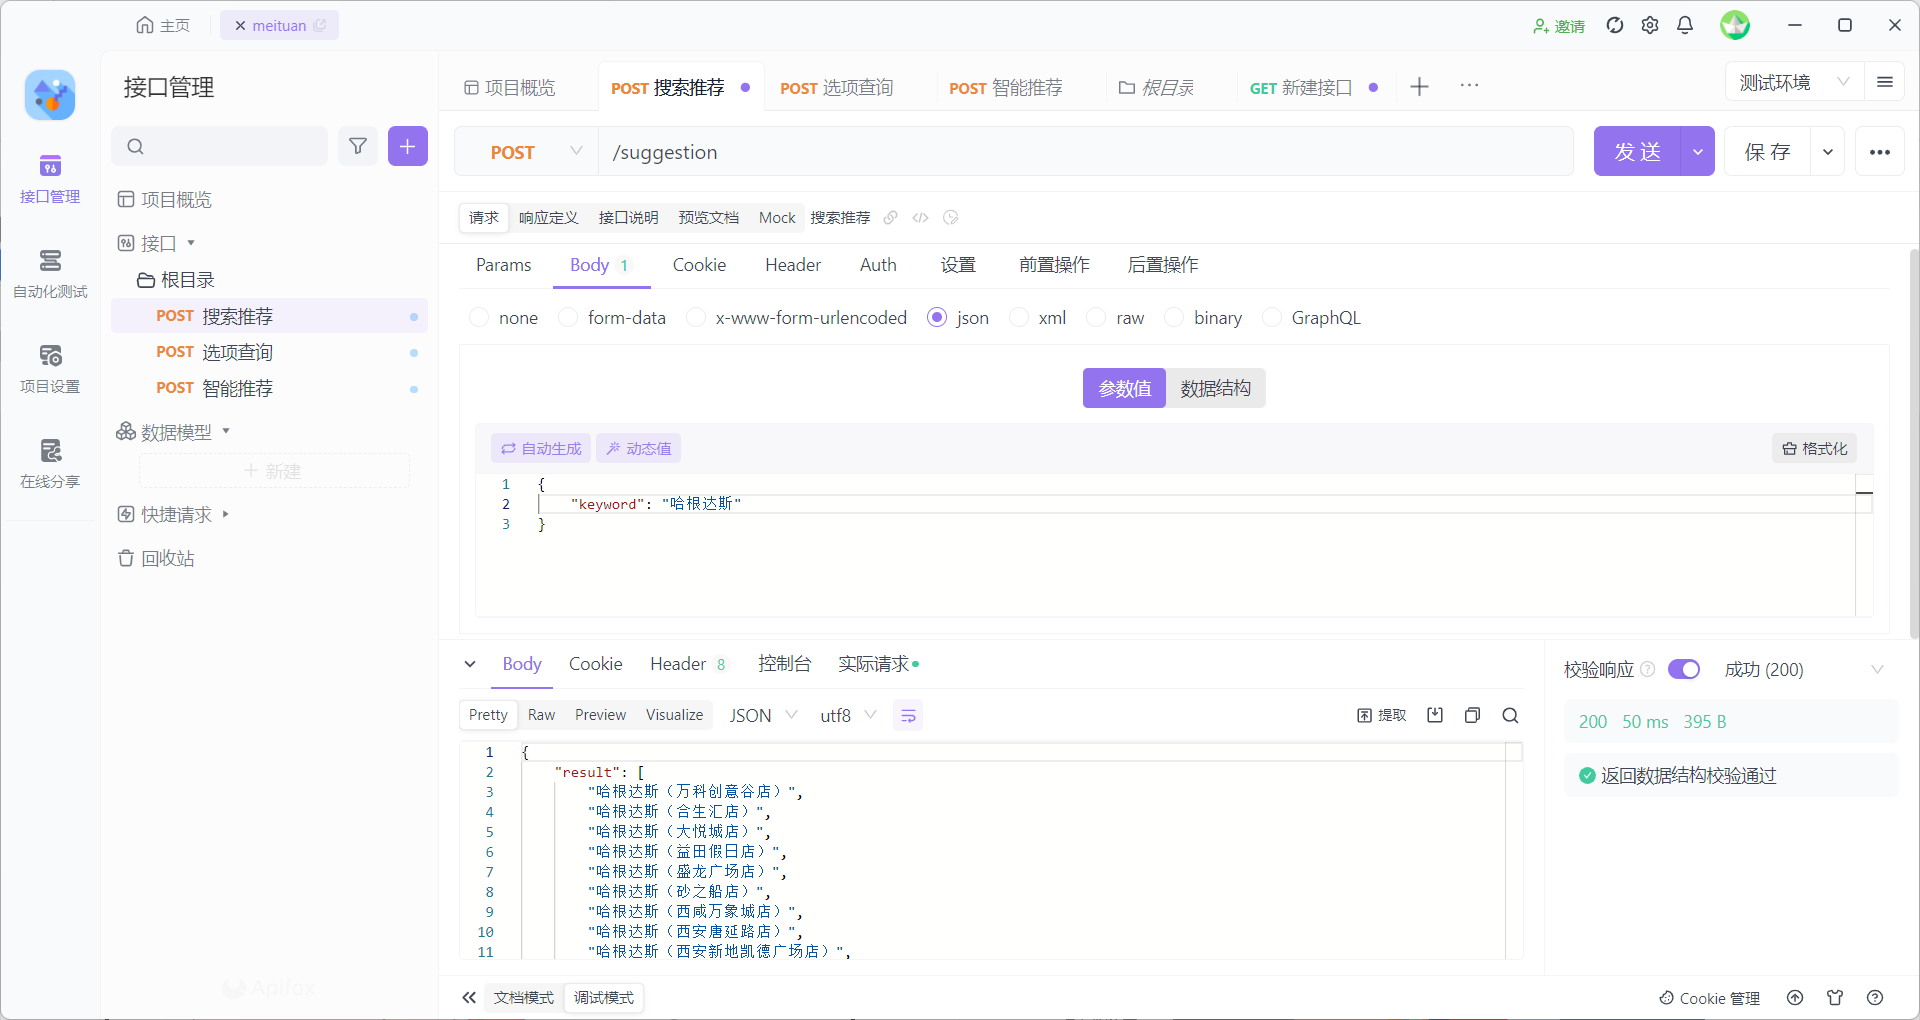 主页
meituan
邀请
接口管理
项目概览
POST 搜索推荐
POST 选项查询
POST 智能推荐
根目录
GET 新建接口
测试环境
POST
/suggestion
发 送
保 存
接口管理
自动化测试
项目设置
在线分享
项目概览
接口
根目录
POST 搜索推荐
POST 选项查询
POST 智能推荐
数据模型
新建
快捷请求
回收站
Apifox
请求 响应定义 接口说明 预览文档 Mock 搜索推荐
Params Body 1 Cookie Header Auth 设置 前置操作 后置操作
none form-data x-www-form-urlencoded json xml raw binary GraphQL
参数值 数据结构
自动生成 动态值 格式化
1 {
2 "keyword": "哈根达斯"
3 }
Body Cookie Header 8 控制台 实际请求
Pretty Raw Preview Visualize JSON utf8 提取
1 {
2 "result": [
3 "哈根达斯（万科创意谷店）",
4 "哈根达斯（合生汇店）",
5 "哈根达斯（大悦城店）",
6 "哈根达斯（益田假日店）",
7 "哈根达斯（盛龙广场店）",
8 "哈根达斯（砂之船店）",
9 "哈根达斯（西咸万象城店）",
10 "哈根达斯（西安唐延路店）",
11 "哈根达斯（西安新地凯德广场店）",
校验响应 成功 (200)
200 50 ms 395 B
返回数据结构校验通过
文档模式 调试模式
Cookie 管理